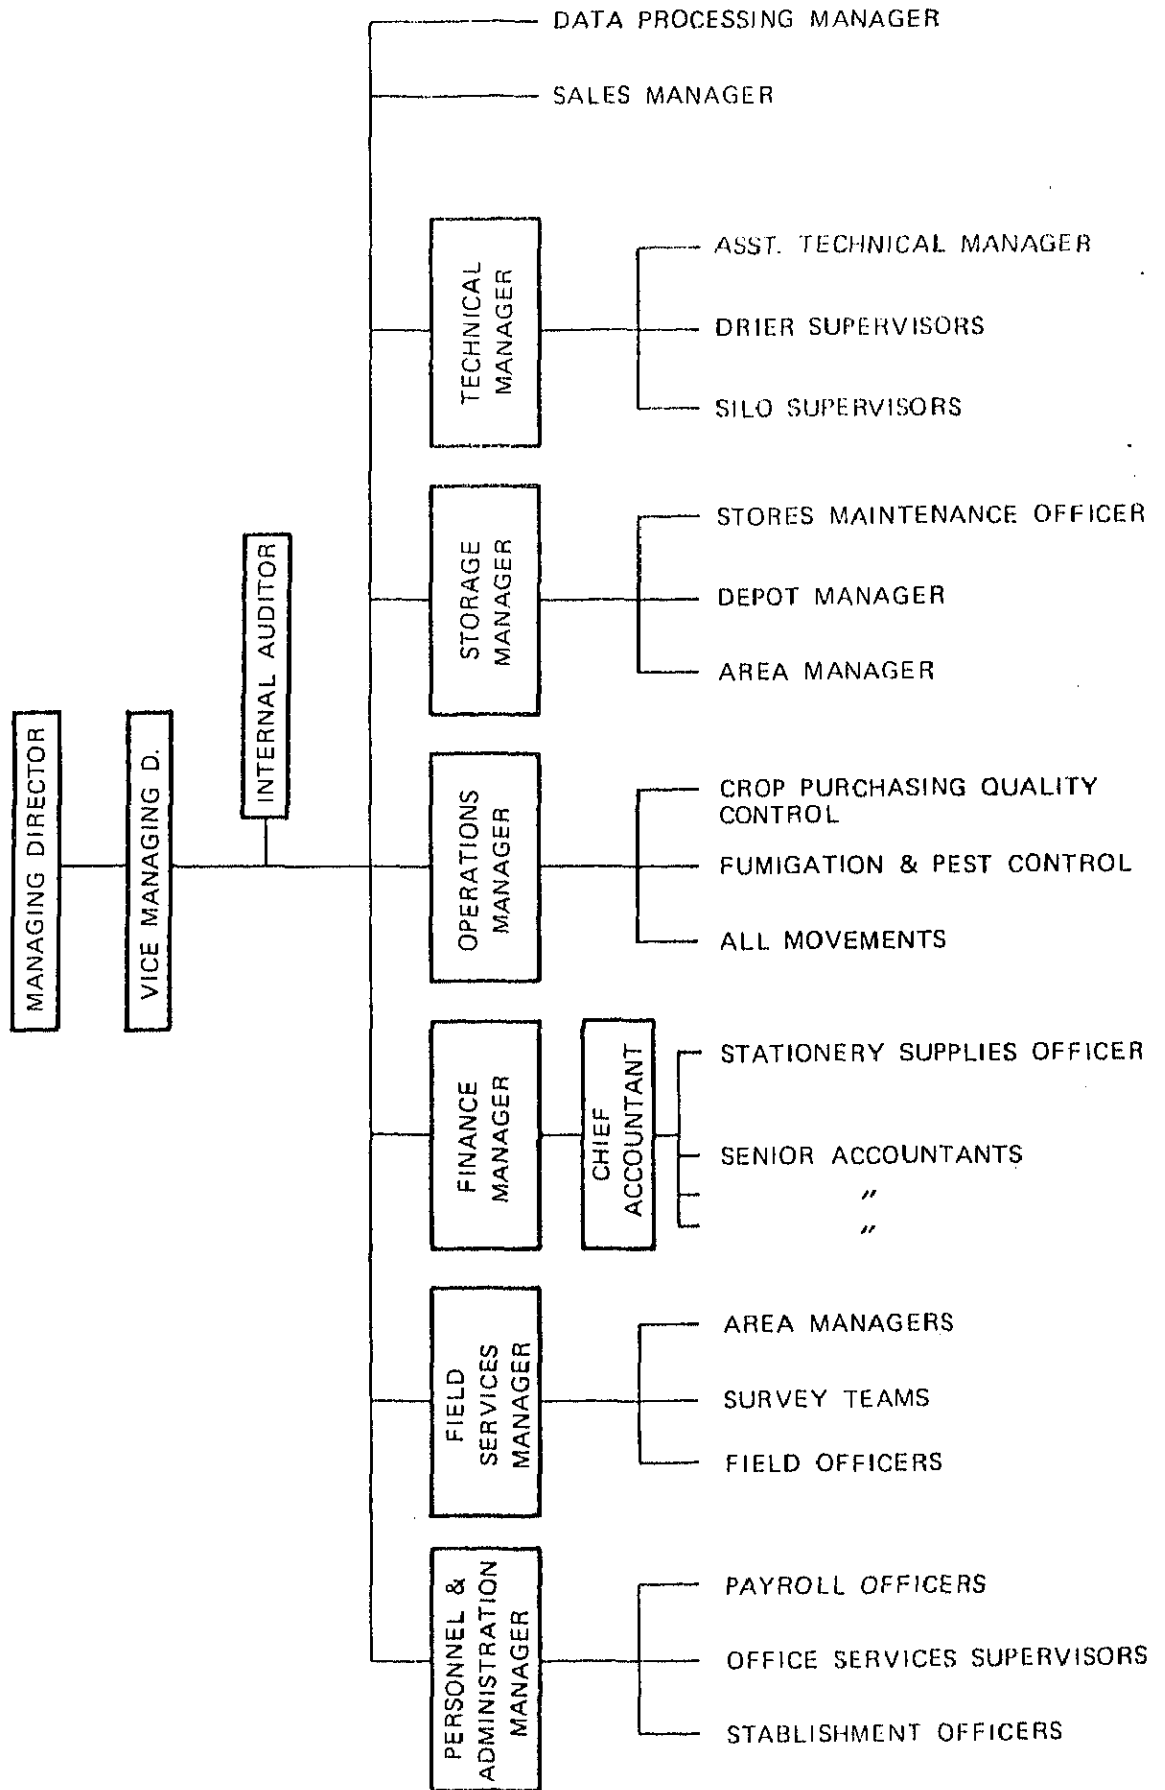 DATA PROCESSING MANAGER
SALES MANAGER
MANAGING DIRECTOR
VICE MANAGING D.
INTERNAL AUDITOR
TECHNICAL
MANAGER
ASST. TECHNICAL MANAGER
DRIER SUPERVISORS
SILO SUPERVISORS
STORAGE
MANAGER
STORES MAINTENANCE OFFICER
DEPOT MANAGER
AREA MANAGER
OPERATIONS
MANAGER
CROP PURCHASING QUALITY
CONTROL
FUMIGATION & PEST CONTROL
ALL MOVEMENTS
FINANCE
MANAGER
CHIEF
ACCOUNTANT
STATIONERY SUPPLIES OFFICER
SENIOR ACCOUNTANTS
"
"
FIELD
SERVICES
MANAGER
AREA MANAGERS
SURVEY TEAMS
FIELD OFFICERS
PERSONNEL &
ADMINISTRATION
MANAGER
PAYROLL OFFICERS
OFFICE SERVICES SUPERVISORS
STABLISHMENT OFFICERS